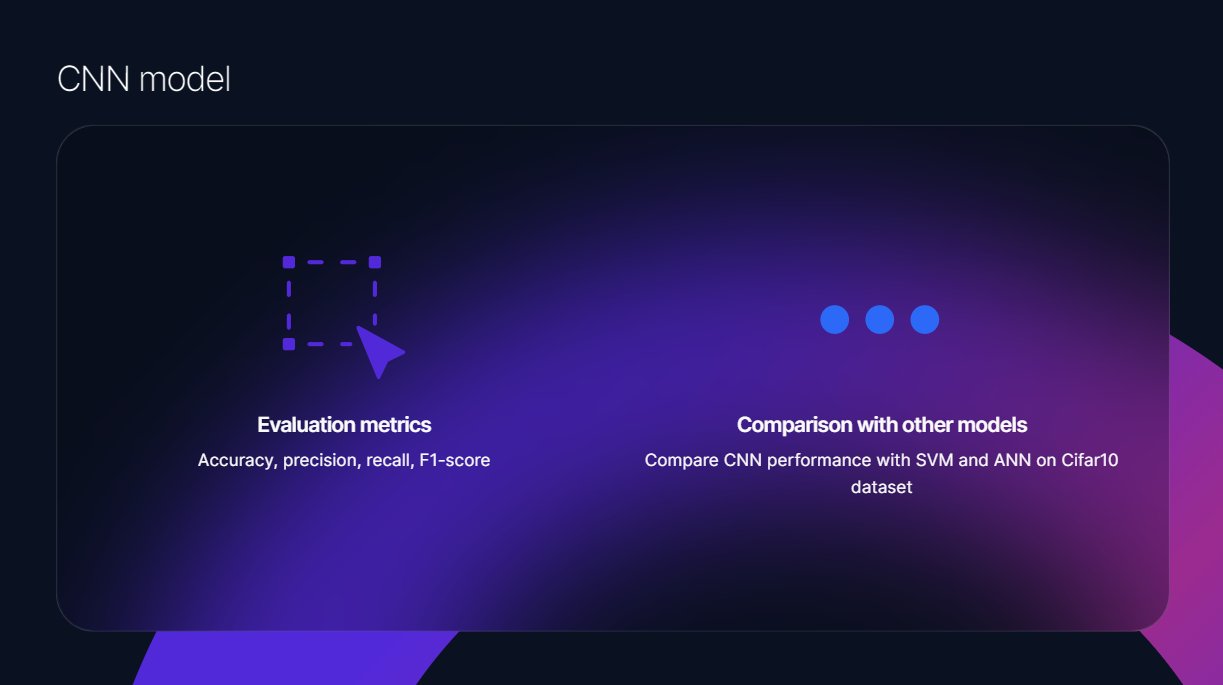 CNN model
Evaluation metrics
Accuracy, precision, recall, F1-score
Comparison with other models
Compare CNN performance with SVM and ANN on Cifar10
dataset